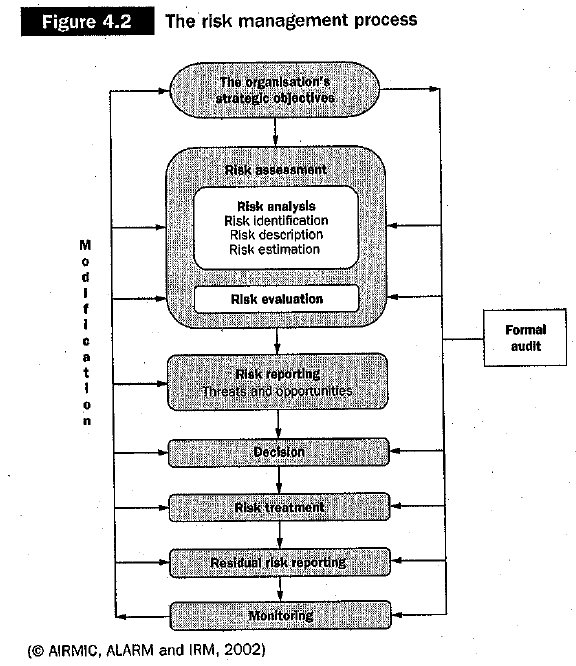 Figure 4.2 The risk management process
The organisation's
strategic objectives
Risk assessment
Risk analysis
Risk identification
Risk description
Risk estimation
Risk evaluation
Modification
Formal
audit
Risk reporting
Threats and opportunities
Decision
Risk treatment
Residual risk reporting
Monitoring
(© AIRMIC, ALARM and IRM, 2002)